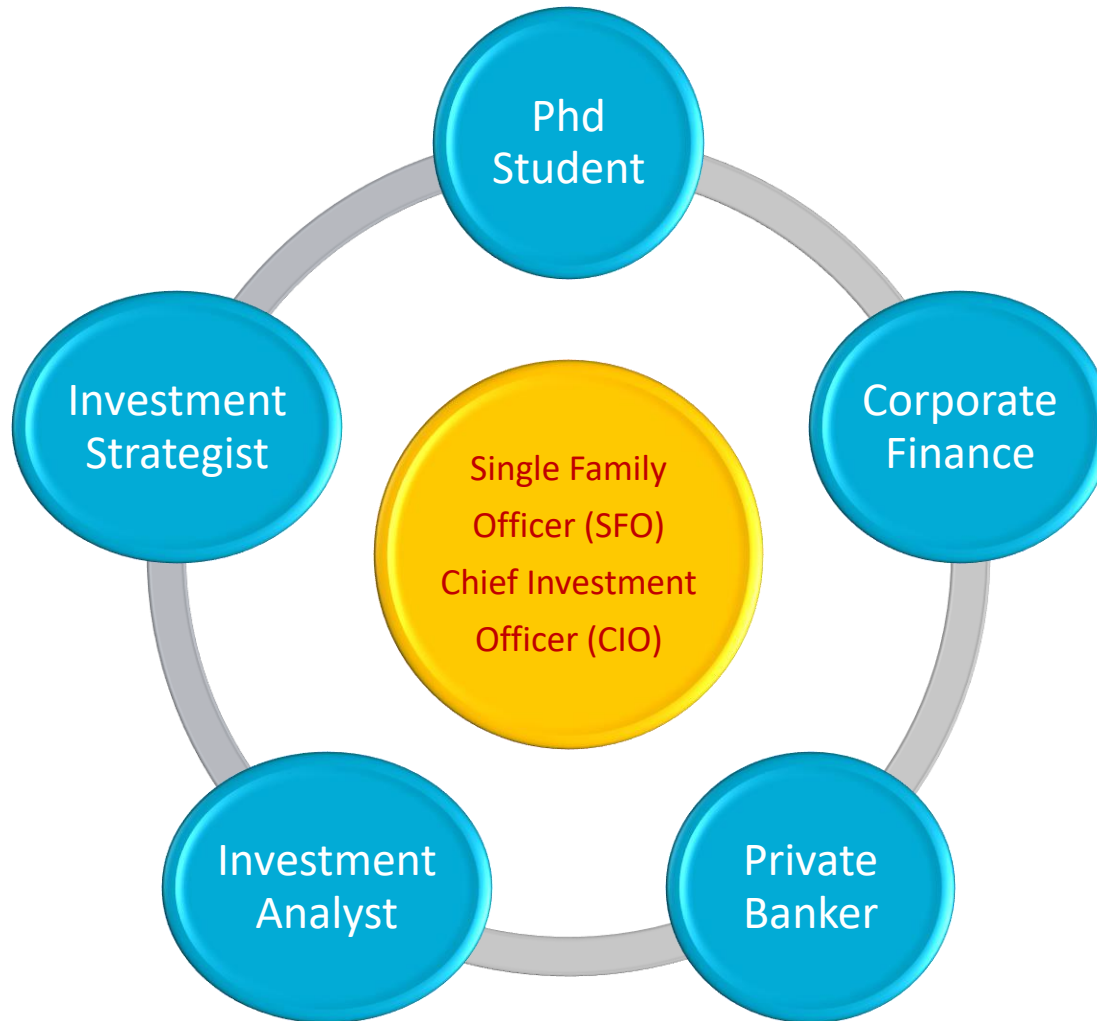 Phd
Student
Corporate
Finance
Private
Banker
Investment
Analyst
Investment
Strategist
Single Family
Officer (SFO)
Chief Investment
Officer (CIO)